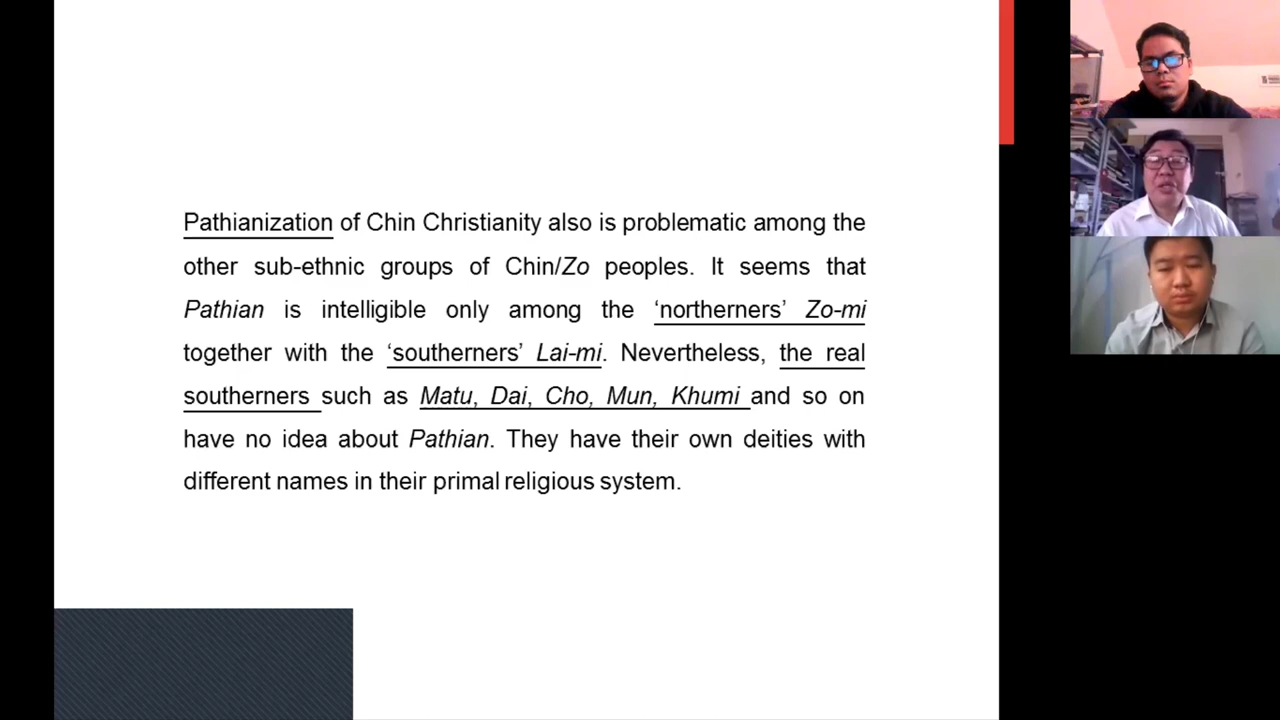 Pathianization of Chin Christianity also is problematic among the
other sub-ethnic groups of Chin/Zo peoples. It seems that
Pathian is intelligible only among the ‘northerners’ Zo-mi
together with the ‘southerners’ Lai-mi. Nevertheless, the real
southerners such as Matu, Dai, Cho, Mun, Khumi and so on
have no idea about Pathian. They have their own deities with
different names in their primal religious system.